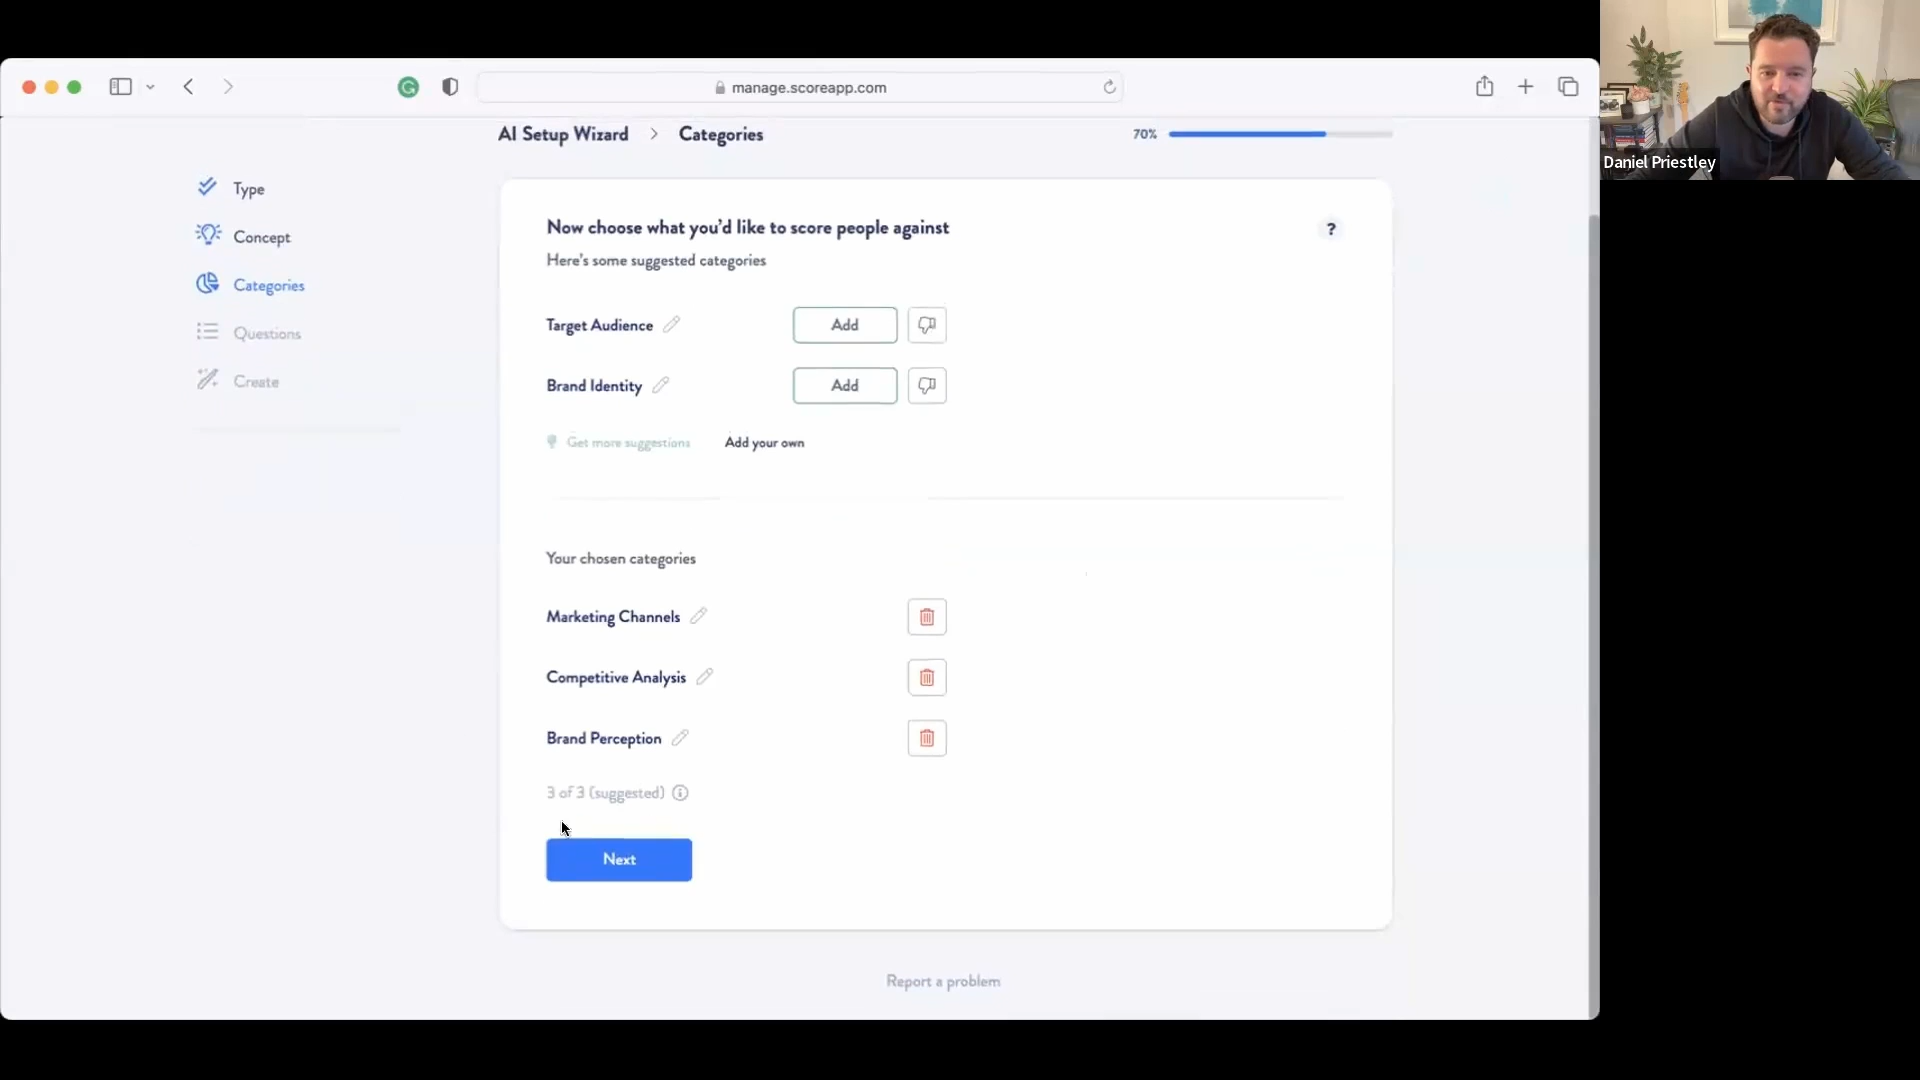 manage.scoreapp.com
AI Setup Wizard > Categories
70%
Type
Concept
Categories
Questions
Create
Now choose what you'd like to score people against
?
Here's some suggested categories
Target Audience
Add
Brand Identity
Add
Get more suggestions
Add your own
Your chosen categories
Marketing Channels
Competitive Analysis
Brand Perception
3 of 3 (suggested)
Next
Report a problem
Daniel Priestley